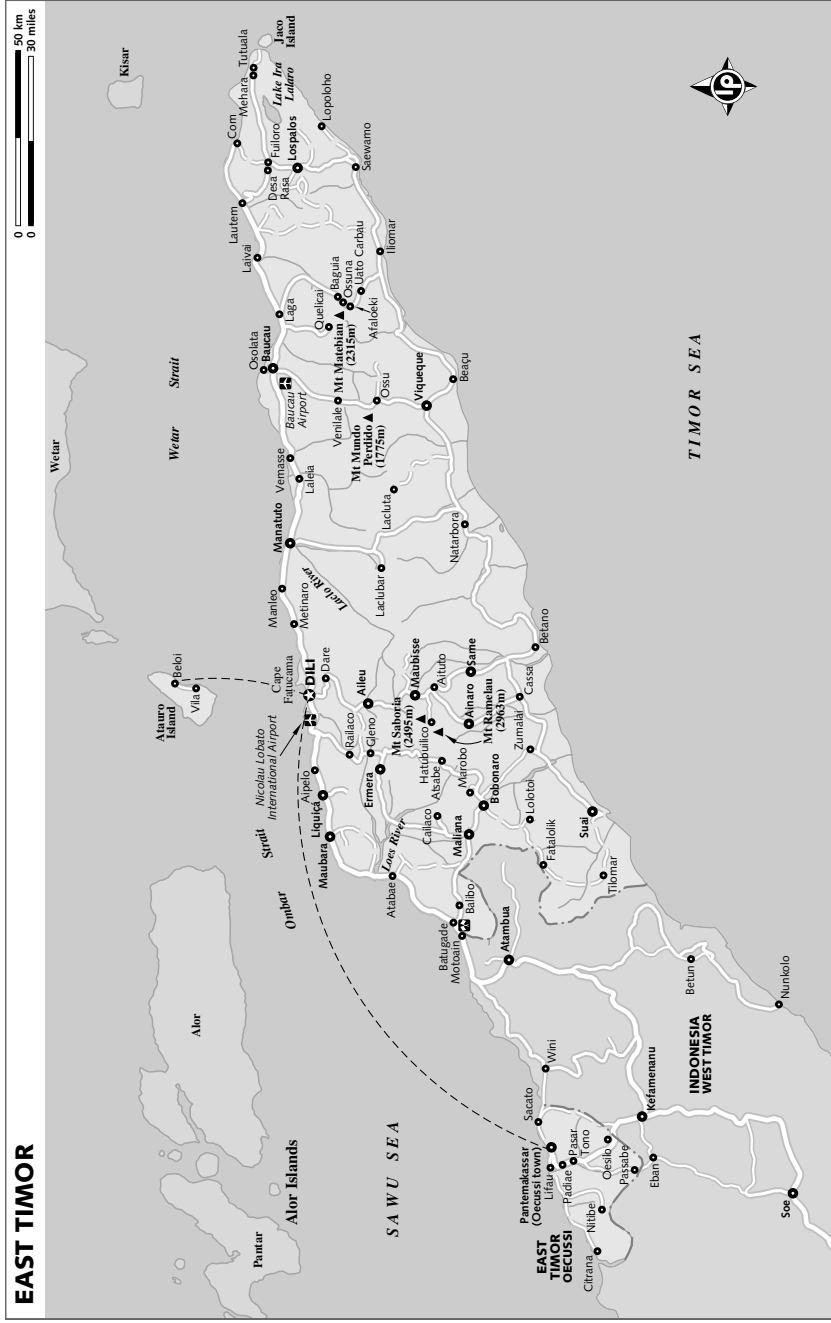 EAST TIMOR
0
50 km
0
30 miles
Kisar
Wetar
Wetar
Strait
Alor
Pantar
Alor Islands
Ombar
Strait
SAWU SEA
TIMOR SEA
Atauro
Island
Beloi
Vila
Nicolau Lobato
International Airport
Cape
Fatucama
DILI
Dare
Metinaro
Manleo
Manatuto
Laclo River
Laleia
Vemasse
Baucau
Airport
Osolata
Baucau
Laga
Laivai
Lautem
Com
Mehara
Tutuala
Jaco
Island
Lake Ira
Lalaro
Fuiloro
Desa
Rasa
Lospalos
Lopoloho
Saewamo
Iliomar
Quelicai
Baguia
Ossuna
Uato Carbau
Afaloeki
Mt Matebian
(2315m)
Venilale
Ossu
Mt Mundo
Perdido
(1775m)
Viqueque
Beaçu
Lacluta
Laclubar
Natarbora
Betano
Aipelo
Liquiçá
Maubara
Railaco
Gleno
Ermera
Aileu
Maubisse
Mt Saboria
(2495m)
Aituto
Same
Hatubuilico
Ainaro
Mt Ramelau
(2963m)
Cassa
Atsabe
Marobo
Zumalai
Bobonaro
Loes River
Atabae
Cailaco
Maliana
Lolotoi
Fatalolik
Suai
Tilomar
Balibo
Batugade
Motoain
Atambua
Betun
Nunkolo
Wini
Sacato
Pantemakassar
(Oecussi town)
Lifau
Padiae
Pasar
Tono
Oesilo
Passabe
Nitibe
Citrana
EAST
TIMOR
OECUSSI
Kefamenanu
Eban
Soe
INDONESIA
WEST TIMOR
lp